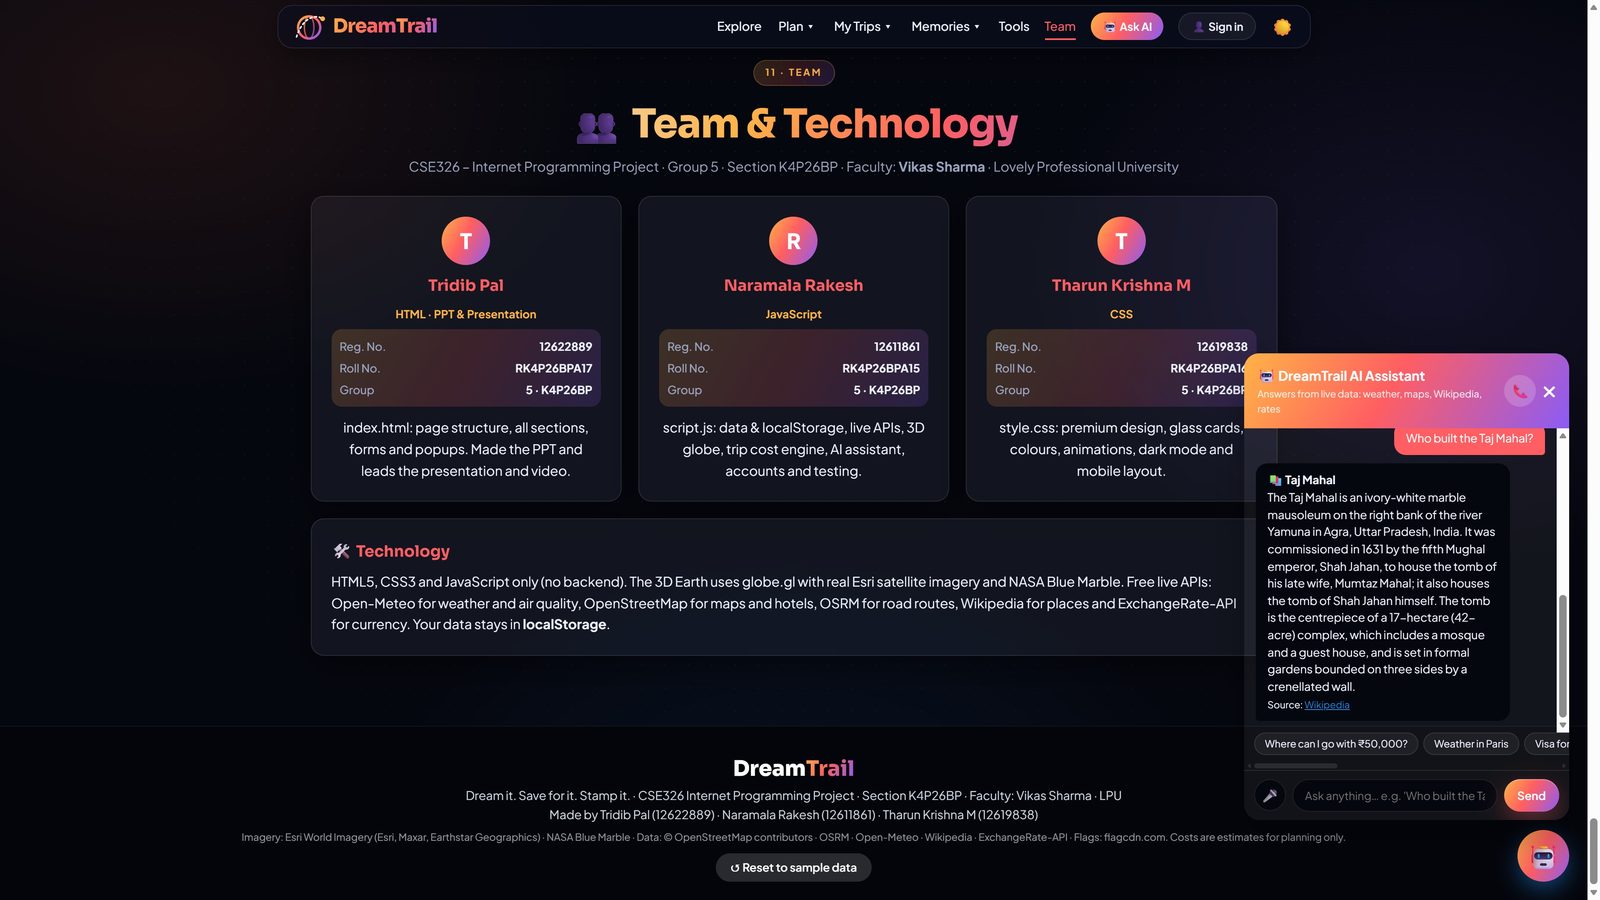 DreamTrail
Explore
Plan ▾
My Trips ▾
Memories ▾
Tools
Team
Ask AI
Sign in
11 · TEAM
Team & Technology
CSE326 – Internet Programming Project · Group 5 · Section K4P26BP · Faculty: Vikas Sharma · Lovely Professional University
T
Tridib Pal
HTML · PPT & Presentation
Reg. No. 12622889
Roll No. RK4P26BPA17
Group 5 · K4P26BP
index.html: page structure, all sections,
forms and popups. Made the PPT and
leads the presentation and video.
R
Naramala Rakesh
JavaScript
Reg. No. 12611861
Roll No. RK4P26BPA15
Group 5 · K4P26BP
script.js: data & localStorage, live APIs, 3D
globe, trip cost engine, AI assistant,
accounts and testing.
T
Tharun Krishna M
CSS
Reg. No. 12619838
Roll No. RK4P26BPA16
Group 5 · K4P26BP
style.css: premium design, glass cards,
colours, animations, dark mode and
mobile layout.
Technology
HTML5, CSS3 and JavaScript only (no backend). The 3D Earth uses globe.gl with real Esri satellite imagery and NASA Blue Marble. Free live APIs:
Open-Meteo for weather and air quality, OpenStreetMap for maps and hotels, OSRM for road routes, Wikipedia for places and ExchangeRate-API
for currency. Your data stays in localStorage.
DreamTrail AI Assistant
Answers from live data: weather, maps, Wikipedia,
rates
Who built the Taj Mahal?
Taj Mahal
The Taj Mahal is an ivory-white marble
mausoleum on the right bank of the river
Yamuna in Agra, Uttar Pradesh, India. It was
commissioned in 1631 by the fifth Mughal
emperor, Shah Jahan, to house the tomb of
his late wife, Mumtaz Mahal; it also houses
the tomb of Shah Jahan himself. The tomb
is the centrepiece of a 17-hectare (42-
acre) complex, which includes a mosque
and a guest house, and is set in formal
gardens bounded on three sides by a
crenellated wall.
Source: Wikipedia
Where can I go with ₹50,000?
Weather in Paris
Visa for
Ask anything... e.g. 'Who built the Ta
Send
DreamTrail
Dream it. Save for it. Stamp it. · CSE326 Internet Programming Project · Section K4P26BP · Faculty: Vikas Sharma · LPU
Made by Tridib Pal (12622889) · Naramala Rakesh (12611861) · Tharun Krishna M (12619838)
Imagery: Esri World Imagery (Esri, Maxar, Earthstar Geographics) · NASA Blue Marble · Data: © OpenStreetMap contributors · OSRM · Open-Meteo · Wikipedia · ExchangeRate-API · Flags: flagcdn.com. Costs are estimates for planning only.
↺ Reset to sample data